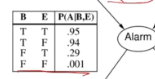 B E P(A|B,E)
T T .95
T F .94
F T .29
F F .001
Alarm